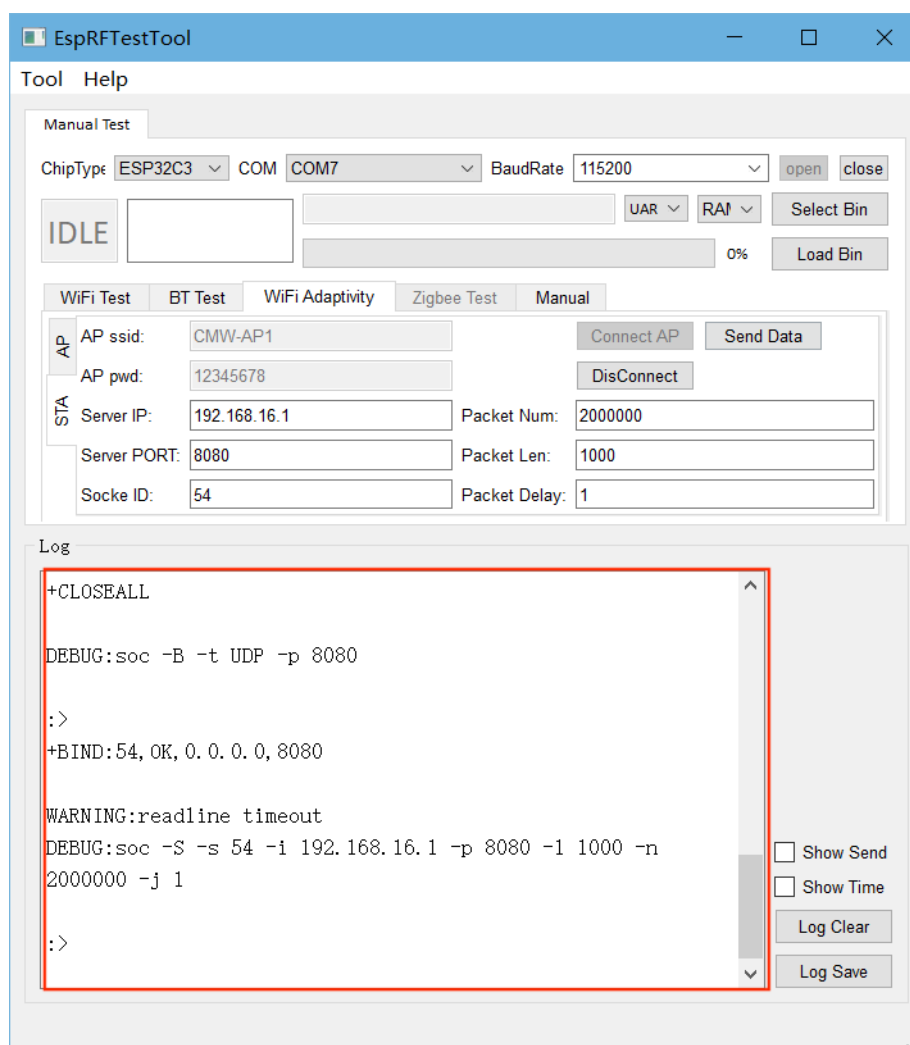 EspRFTestTool
Tool Help
Manual Test
ChipType ESP32C3 COM COM7 BaudRate 115200 open close
IDLE UAR RAM Select Bin
0% Load Bin
WiFi Test BT Test WiFi Adaptivity Zigbee Test Manual
AP
STA
AP ssid: CMW-AP1 Connect AP Send Data
AP pwd: 12345678 DisConnect
Server IP: 192.168.16.1 Packet Num: 2000000
Server PORT: 8080 Packet Len: 1000
Socke ID: 54 Packet Delay: 1
Log
+CLOSEALL
DEBUG:soc -B -t UDP -p 8080
:>
+BIND:54,OK,0.0.0.0,8080
WARNING:readline timeout
DEBUG:soc -S -s 54 -i 192.168.16.1 -p 8080 -l 1000 -n
2000000 -j 1
:>
Show Send
Show Time
Log Clear
Log Save